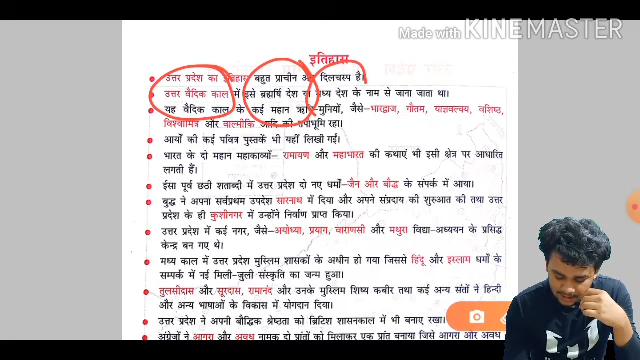 Made with KINEMASTER
इतिहास
उत्तर प्रदेश का इतिहास बहुत प्राचीन और दिलचस्प है।
उत्तर वैदिक काल में इसे ब्रह्मर्षि देश या मध्य देश के नाम से जाना जाता था।
यह वैदिक काल के कई महान ऋषि-मुनियों, जैसे- भारद्वाज, गौतम, याज्ञवल्क्य, वशिष्ठ,
विश्वामित्र और वाल्मीकि आदि की तपोभूमि रहा।
आर्यों की कई पवित्र पुस्तकें भी यहीं लिखी गईं।
भारत के दो महान महाकाव्यों- रामायण और महाभारत की कथाएं भी इसी क्षेत्र पर आधारित
लगती हैं।
ईसा पूर्व छठी शताब्दी में उत्तर प्रदेश दो नए धर्मों-जैन और बौद्ध के संपर्क में आया।
बुद्ध ने अपना सर्वप्रथम उपदेश सारनाथ में दिया और अपने संप्रदाय की शुरुआत की तथा उत्तर
प्रदेश के ही कुशीनगर में उन्होंने निर्वाण प्राप्त किया।
उत्तर प्रदेश में कई नगर, जैसे-अयोध्या, प्रयाग, वाराणसी और मथुरा विद्या-अध्ययन के प्रसिद्ध
केन्द्र बन गए थे।
मध्य काल में उत्तर प्रदेश मुस्लिम शासकों के अधीन हो गया जिससे हिंदू और इस्लाम धर्मों के
सम्पर्क में नई मिली-जुली संस्कृति का जन्म हुआ।
तुलसीदास और सूरदास, रामानंद और उनके मुस्लिम शिष्य कबीर तथा कई अन्य संतों ने हिन्दी
और अन्य भाषाओं के विकास में योगदान दिया।
उत्तर प्रदेश ने अपनी बौद्धिक श्रेष्ठता को ब्रिटिश शासनकाल में भी बनाए रखा।
अंग्रेजों ने आगरा और अवध नामक दो प्रांतों को मिलाकर एक प्रांत बनाया जिसे आगरा और अवध